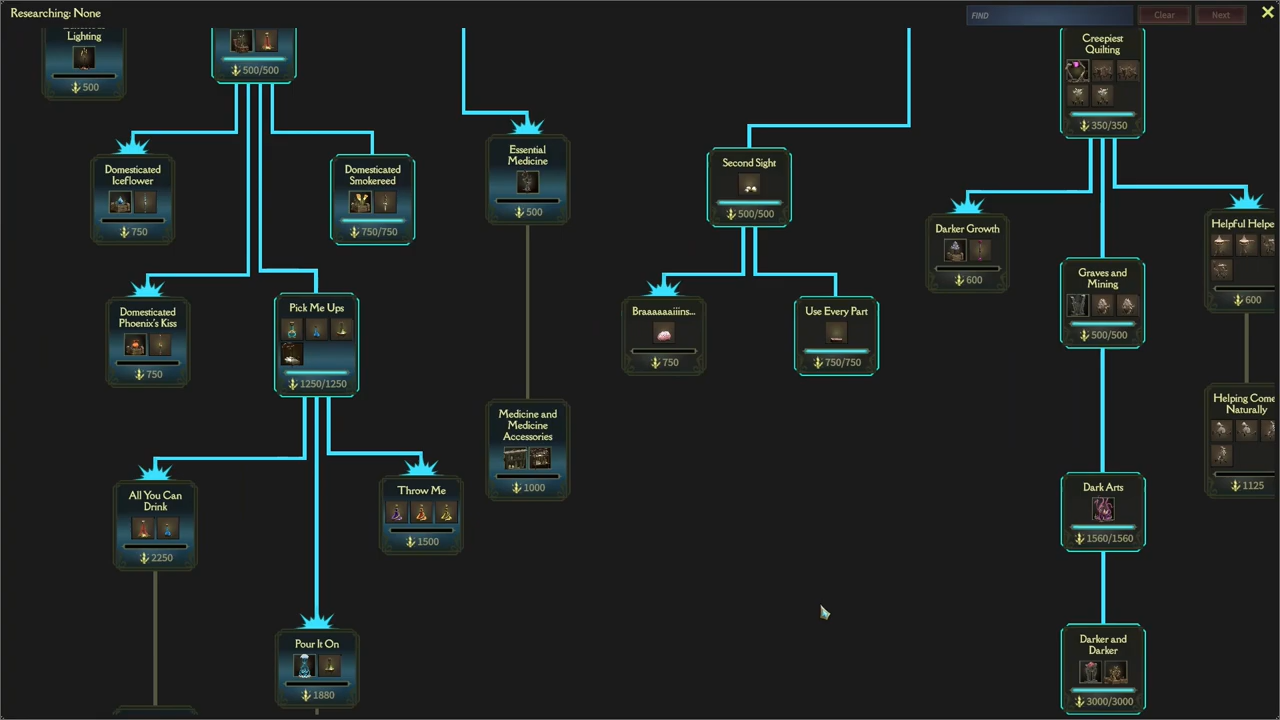 Researching: None
FIND
Clear
Next
Lighting
500
500/500
Creepiest
Quilting
350/350
Domesticated
Iceflower
750
Domesticated
Smokereed
750/750
Essential
Medicine
500
Second Sight
500/500
Darker Growth
600
Helpful Helpe
600
Graves and
Mining
500/500
Domesticated
Phoenix's Kiss
750
Pick Me Ups
1250/1250
Braaaaaaiiins...
750
Use Every Part
750/750
Medicine and
Medicine
Accessories
1000
Helping Come
Naturally
1125
All You Can
Drink
2250
Throw Me
1500
Dark Arts
1560/1560
Pour It On
1880
Darker and
Darker
3000/3000